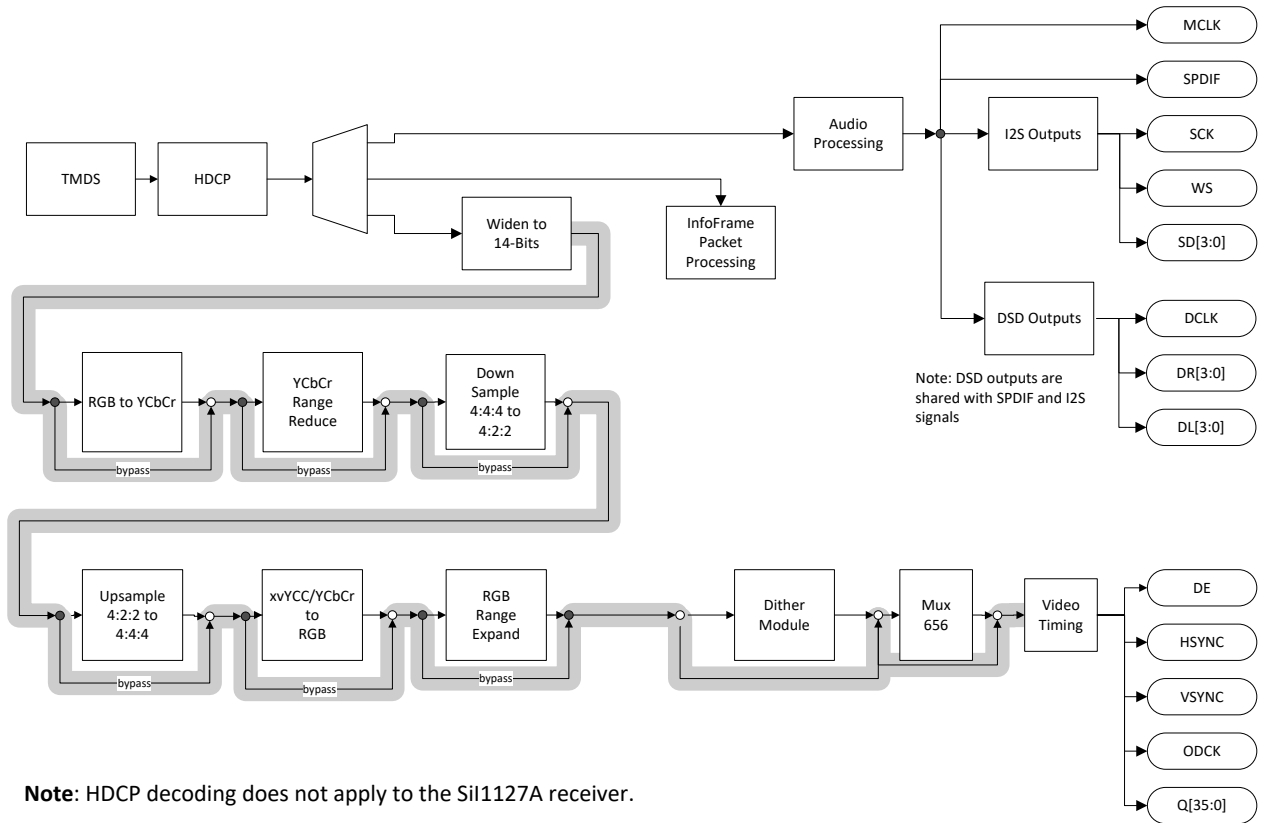 MCLK
SPDIF
Audio
Processing
I2S Outputs
SCK
TMDS
HDCP
WS
Widen to
14-Bits
InfoFrame
Packet
Processing
SD[3:0]
DSD Outputs
DCLK
Note: DSD outputs are
shared with SPDIF and I2S
signals
DR[3:0]
DL[3:0]
RGB to YCbCr
bypass
YCbCr
Range
Reduce
bypass
Down
Sample
4:4:4 to
4:2:2
bypass
Upsample
4:2:2 to
4:4:4
bypass
xvYCC/YCbCr
to
RGB
bypass
RGB
Range
Expand
bypass
Dither
Module
Mux
656
Video
Timing
DE
HSYNC
VSYNC
ODCK
Q[35:0]
Note: HDCP decoding does not apply to the SiI1127A receiver.